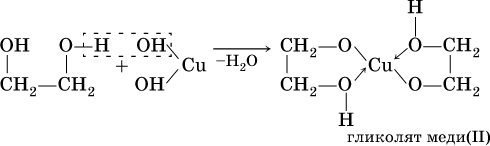 H
OH O—H OH CH₂—O O—CH₂
+ Cu −H₂O Cu
CH₂—CH₂ OH CH₂—O O—CH₂
H
гликолят меди(II)